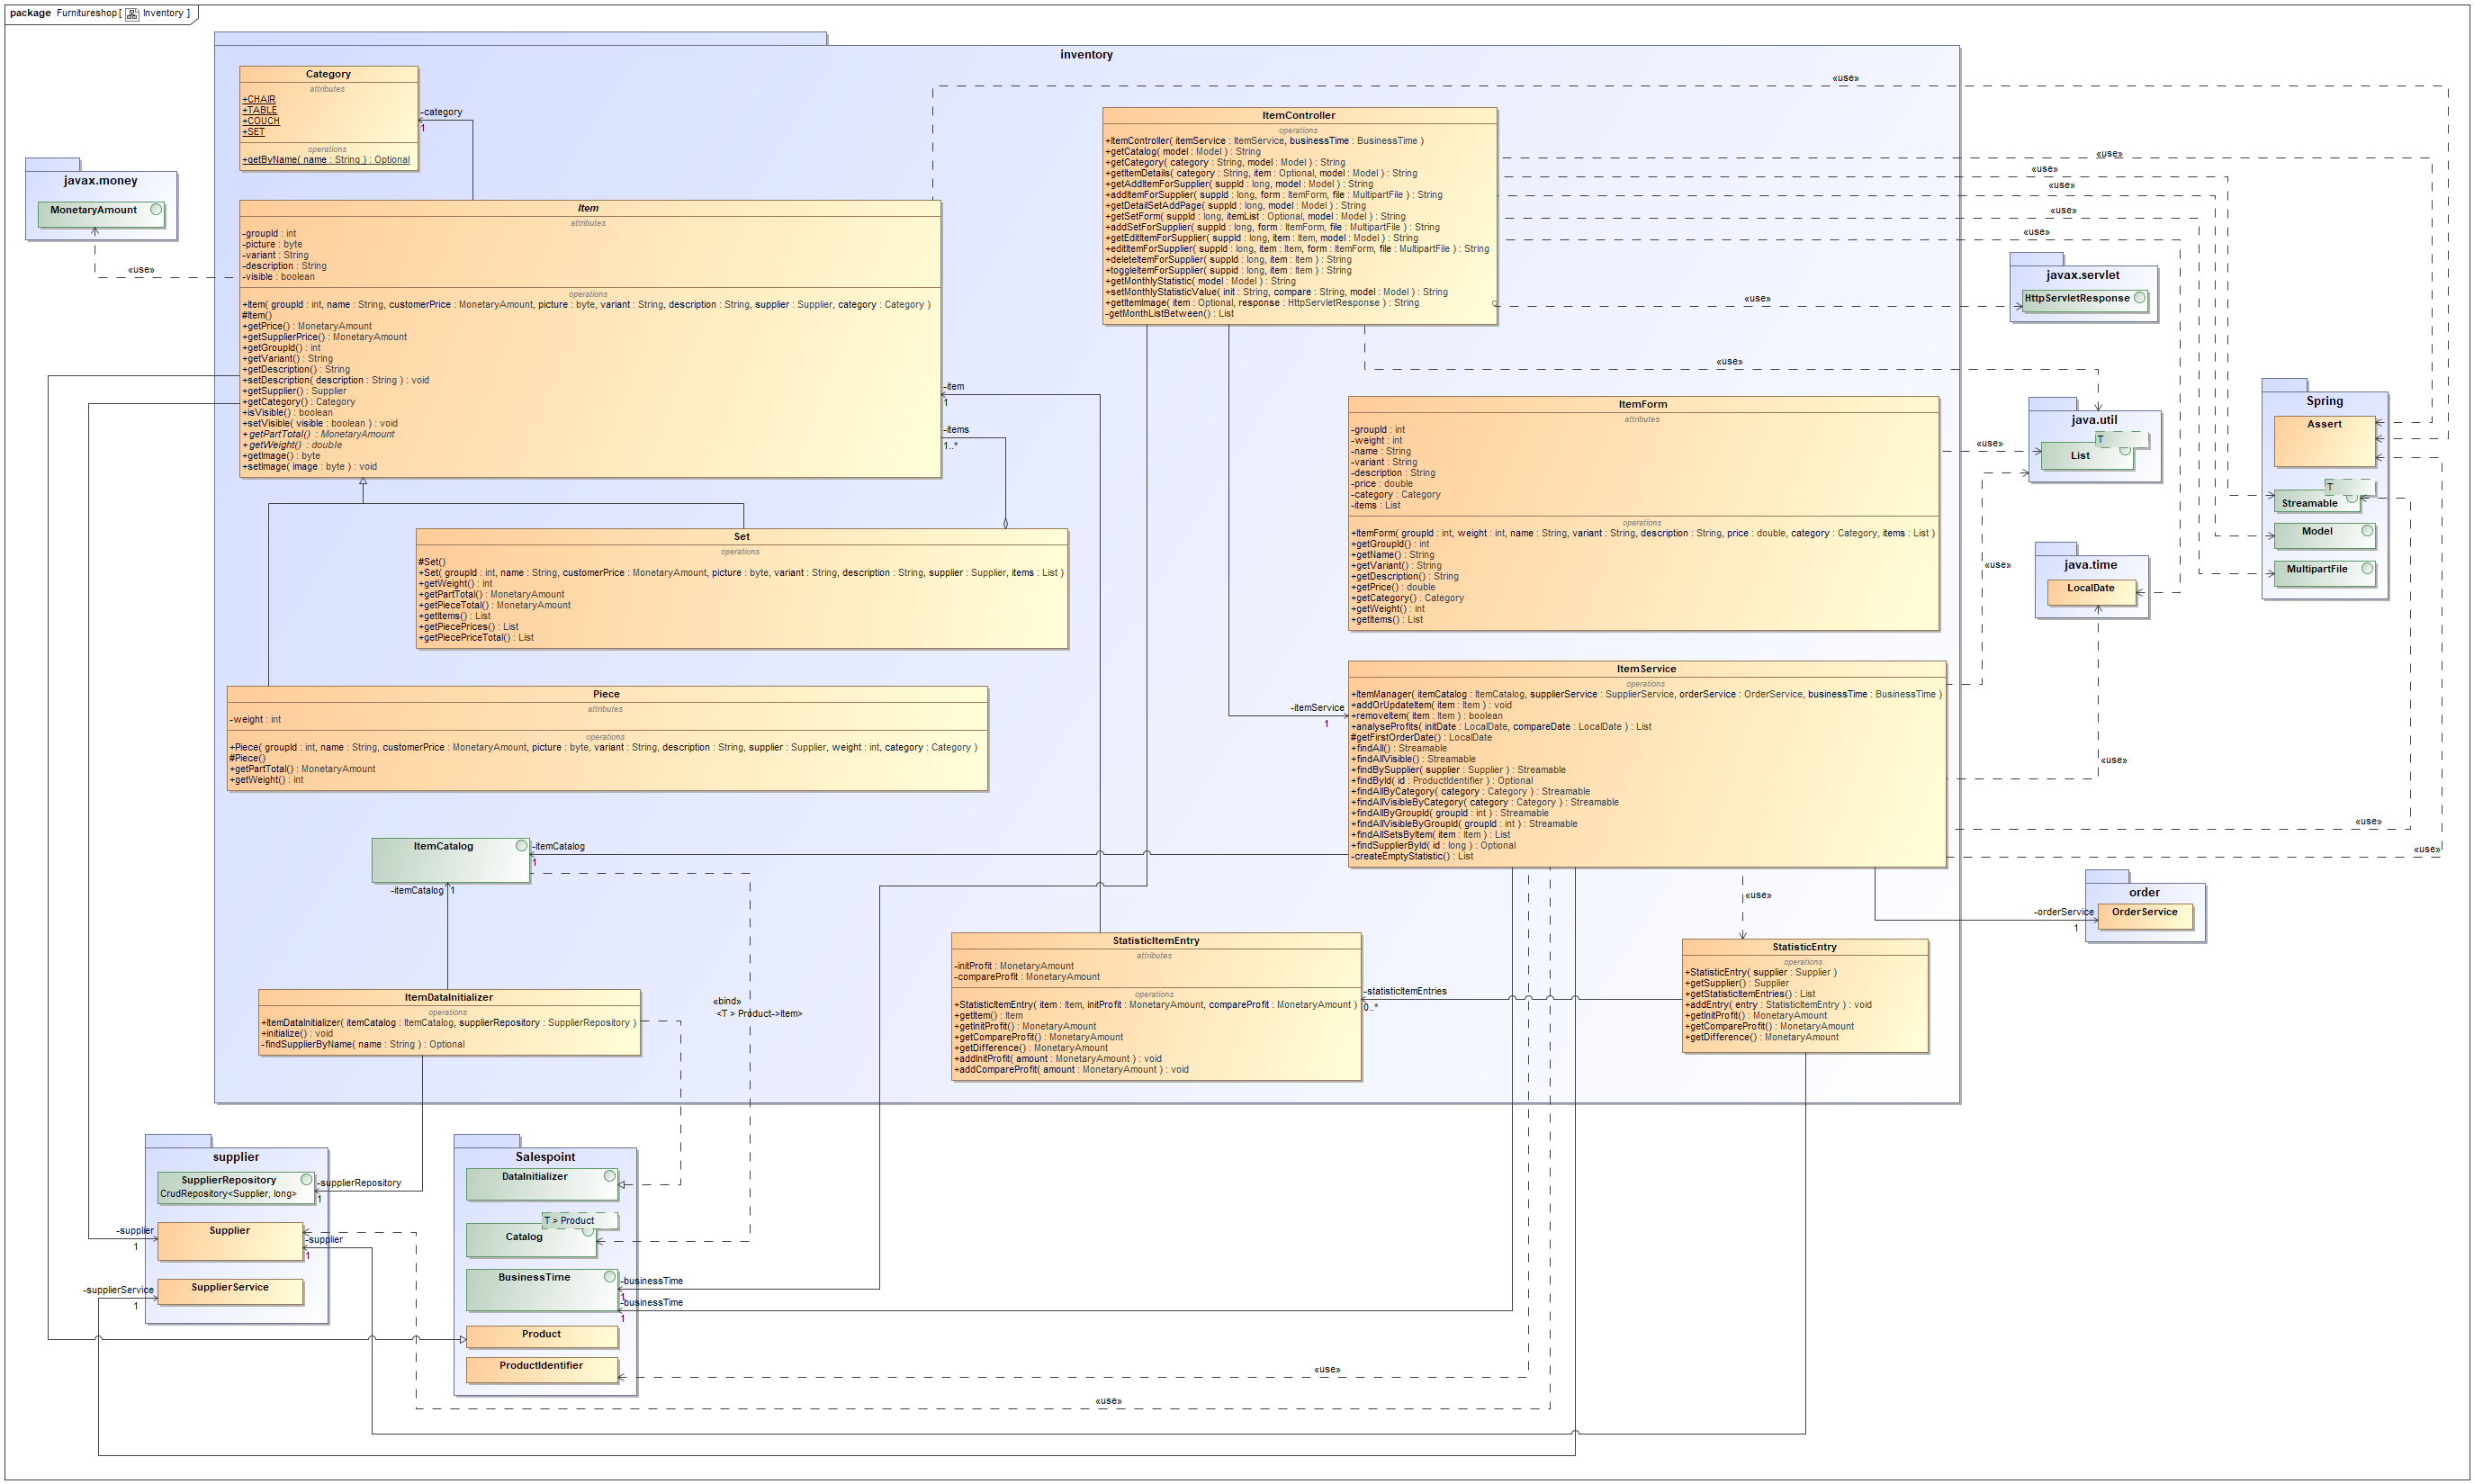 package Furnitureshop [ Inventory ]
inventory
Category
attributes
+CHAIR
+TABLE
+COUCH
+SET
operations
+getByName( name : String ) : Optional
-category
1
javax.money
MonetaryAmount
«use»
Item
attributes
-groupId : int
-picture : byte
-variant : String
-description : String
-visible : boolean
operations
+Item( groupId : int, name : String, customerPrice : MonetaryAmount, picture : byte, variant : String, description : String, supplier : Supplier, category : Category )
#Item()
+getPrice() : MonetaryAmount
+getSupplierPrice() : MonetaryAmount
+getGroupId() : int
+getVariant() : String
+getDescription() : String
+setDescription( description : String ) : void
+getSupplier() : Supplier
+getCategory() : Category
+isVisible() : boolean
+setVisible( visible : boolean ) : void
+getPartTotal() : MonetaryAmount
+getWeight() : double
+getImage() : byte
+setImage( image : byte ) : void
-item
1
-items
1..*
ItemController
operations
+ItemController( itemService : ItemService, businessTime : BusinessTime )
+getCatalog( model : Model ) : String
+getCategory( category : String, model : Model ) : String
+getItemDetails( category : String, item : Optional, model : Model ) : String
+getAddItemForSupplier( suppId : long, model : Model ) : String
+addItemForSupplier( suppId : long, form : ItemForm, file : MultipartFile ) : String
+getDetailSetAddPage( suppId : long, model : Model ) : String
+getSetForm( suppId : long, itemList : Optional, model : Model ) : String
+addSetForSupplier( suppId : long, form : ItemForm, file : MultipartFile ) : String
+getEditItemForSupplier( suppId : long, item : Item, model : Model ) : String
+editItemForSupplier( suppId : long, item : Item, form : ItemForm, file : MultipartFile ) : String
+deleteItemForSupplier( suppId : long, item : Item ) : String
+toggleItemForSupplier( suppid : long, item : Item ) : String
+getMonthlyStatistic( model : Model ) : String
+setMonthlyStatisticValue( init : String, compare : String, model : Model ) : String
+getItemImage( item : Optional, response : HttpServletResponse ) : String
-getMonthListBetween() : List
«use»
«use»
«use»
«use»
«use»
«use»
«use»
«use»
javax.servlet
HttpServletResponse
ItemForm
attributes
-groupId : int
-weight : int
-name : String
-variant : String
-description : String
-price : double
-category : Category
-items : List
operations
+ItemForm( groupId : int, weight : int, name : String, variant : String, description : String, price : double, category : Category, items : List )
+getGroupId() : int
+getName() : String
+getVariant() : String
+getDescription() : String
+getPrice() : double
+getCategory() : Category
+getWeight() : int
+getItems() : List
«use»
«use»
java.util
T
List
java.time
LocalDate
Spring
Assert
T
Streamable
Model
MultipartFile
Set
operations
#Set()
+Set( groupId : int, name : String, customerPrice : MonetaryAmount, picture : byte, variant : String, description : String, supplier : Supplier, items : List )
+getWeight() : int
+getPartTotal() : MonetaryAmount
+getPieceTotal() : MonetaryAmount
+getItems() : List
+getPiecePrices() : List
+getPiecePriceTotal() : List
Piece
attributes
-weight : int
operations
+Piece( groupId : int, name : String, customerPrice : MonetaryAmount, picture : byte, variant : String, description : String, supplier : Supplier, weight : int, category : Category )
#Piece()
+getPartTotal() : MonetaryAmount
+getWeight() : int
-itemService
1
ItemService
operations
+ItemManager( itemCatalog : ItemCatalog, supplierService : SupplierService, orderService : OrderService, businessTime : BusinessTime )
+addOrUpdateItem( item : Item ) : void
+removeItem( item : Item ) : boolean
+analyseProfits( initDate : LocalDate, compareDate : LocalDate ) : List
#getFirstOrderDate() : LocalDate
+findAll() : Streamable
+findAllVisible() : Streamable
+findBySupplier( supplier : Supplier ) : Streamable
+findById( id : ProductIdentifier ) : Optional
+findAllByCategory( category : Category ) : Streamable
+findAllVisibleByCategory( category : Category ) : Streamable
+findAllByGroupId( groupId : int ) : Streamable
+findAllVisibleByGroupId( groupId : int ) : Streamable
+findAllSetsByItem( item : Item ) : List
+findSupplierById( id : long ) : Optional
-createEmptyStatistic() : List
«use»
«use»
«use»
«use»
ItemCatalog
-itemCatalog
1
-itemCatalog
1
order
OrderService
-orderService
1
StatisticItemEntry
attributes
-initProfit : MonetaryAmount
-compareProfit : MonetaryAmount
operations
+StatisticItemEntry( item : Item, initProfit : MonetaryAmount, compareProfit : MonetaryAmount )
+getItem() : Item
+getInitProfit() : MonetaryAmount
+getCompareProfit() : MonetaryAmount
+getDifference() : MonetaryAmount
+addInitProfit( amount : MonetaryAmount ) : void
+addCompareProfit( amount : MonetaryAmount ) : void
-statisticItemEntries
0..*
StatisticEntry
operations
+StatisticEntry( supplier : Supplier )
+getSupplier() : Supplier
+getStatisticItemEntries() : List
+addEntry( entry : StatisticItemEntry ) : void
+getInitProfit() : MonetaryAmount
+getCompareProfit() : MonetaryAmount
+getDifference() : MonetaryAmount
ItemDataInitializer
operations
+ItemDataInitializer( itemCatalog : ItemCatalog, supplierRepository : SupplierRepository )
+initialize() : void
-findSupplierByName( name : String ) : Optional
«bind»
<T > Product->Item>
supplier
SupplierRepository
CrudRepository<Supplier, long>
-supplierRepository
1
Supplier
-supplier
1
-supplier
1
SupplierService
-supplierService
1
Salespoint
DataInitializer
T > Product
Catalog
BusinessTime
-businessTime
1
-businessTime
1
Product
ProductIdentifier
«use»
«use»